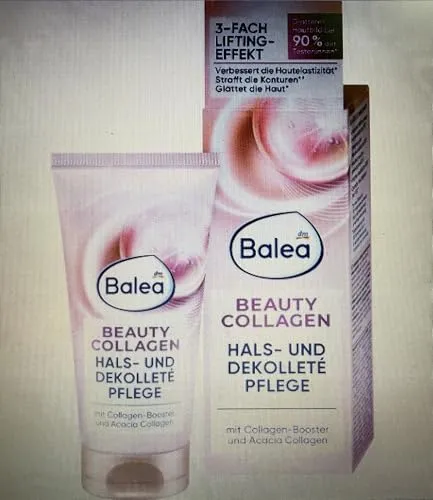 3-FACH
LIFTING-
EFFEKT
90%
Verbessert die Hautelastizität*
Strafft die Konturen**
Glättet die Haut*
dm
Balea
BEAUTY
COLLAGEN
HALS- UND
DEKOLLETÉ
PFLEGE
mit Collagen-Booster
und Acacia Collagen
dm
Balea
BEAUTY
COLLAGEN
HALS- UND
DEKOLLETÉ
PFLEGE
mit Collagen-Booster
und Acacia Collagen